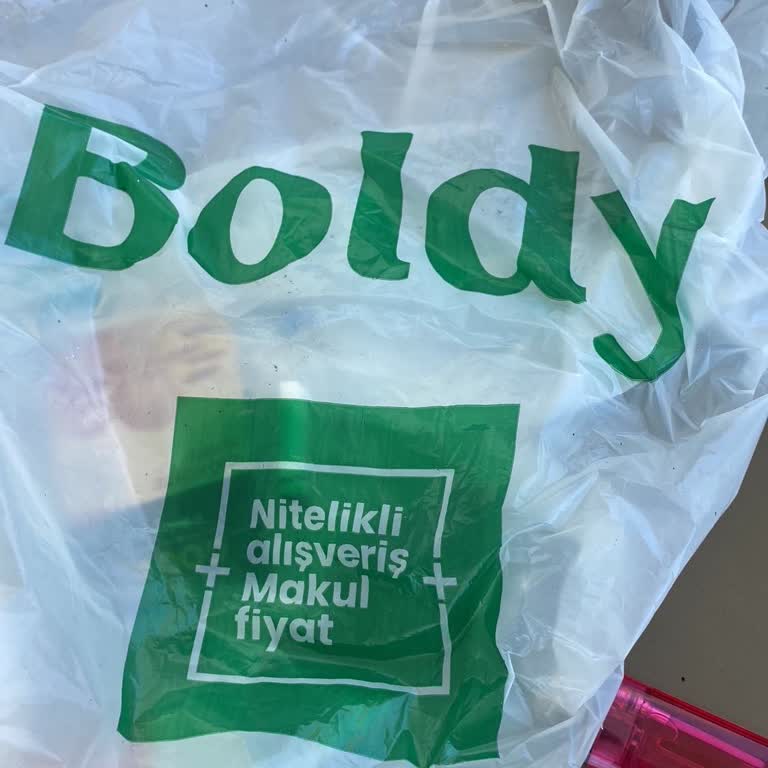 Boldy
Nitelikli
alışveriş
Makul
fiyat